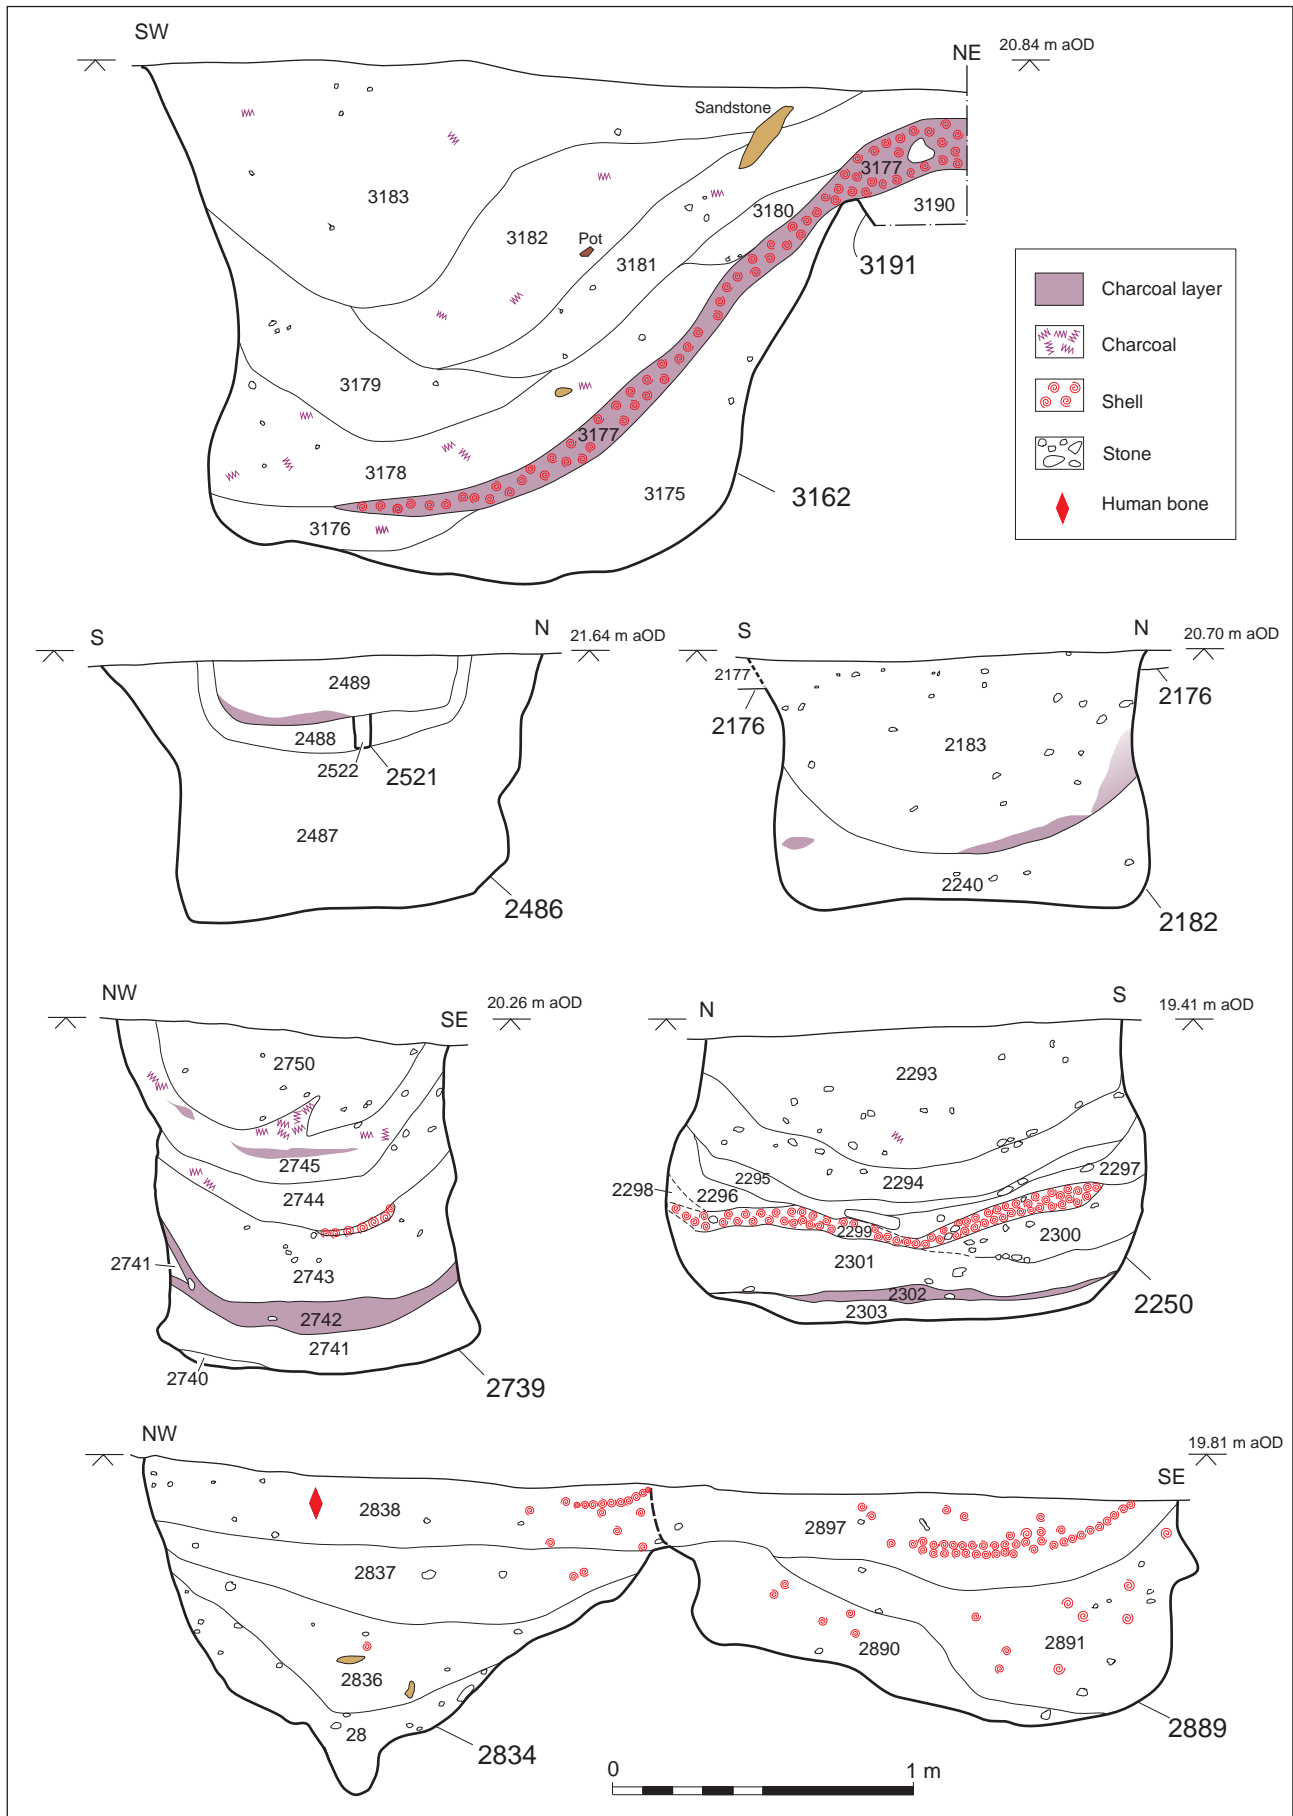 SW
NE
20.84 m aOD
Sandstone
3183
3177
3180
3190
3182
Pot
3181
3191
3179
3177
3178
3175
3162
3176
Charcoal layer
Charcoal
Shell
Stone
Human bone
S
N
21.64 m aOD
2489
2488
2522
2521
2487
2486
S
N
20.70 m aOD
2177
2176
2176
2183
2240
2182
NW
SE
20.26 m aOD
2750
2745
2744
2741
2743
2742
2741
2740
2739
N
S
19.41 m aOD
2293
2295
2294
2297
2298
2296
2299
2300
2301
2302
2303
2250
NW
SE
19.81 m aOD
2838
2897
2837
2890
2891
2836
28
2834
2889
0
1 m